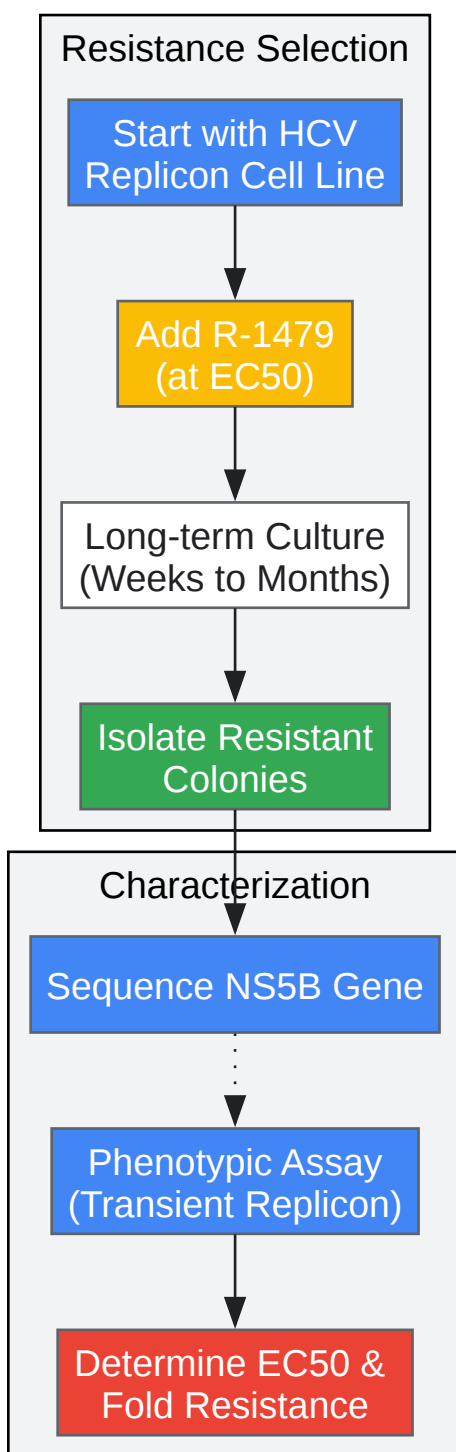 Resistance Selection
Start with HCV
Replicon Cell Line
Add R-1479
(at EC50)
Long-term Culture
(Weeks to Months)
Isolate Resistant
Colonies
Characterization
Sequence NS5B Gene
Phenotypic Assay
(Transient Replicon)
Determine EC50 &
Fold Resistance